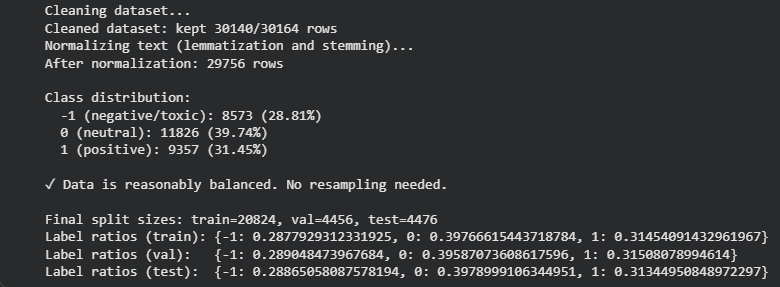 Cleaning dataset...
Cleaned dataset: kept 30140/30164 rows
Normalizing text (lemmatization and stemming)...
After normalization: 29756 rows
Class distribution:
-1 (negative/toxic): 8573 (28.81%)
0 (neutral): 11826 (39.74%)
1 (positive): 9357 (31.45%)
✓ Data is reasonably balanced. No resampling needed.
Final split sizes: train=20824, val=4456, test=4476
Label ratios (train): {-1: 0.2877929312331925, 0: 0.39766615443718784, 1: 0.31454091432961967}
Label ratios (val):   {-1: 0.289048473967684, 0: 0.39587073608617596, 1: 0.31508078994614}
Label ratios (test):  {-1: 0.28865058087578194, 0: 0.3978999106344951, 1: 0.31344950848972297}